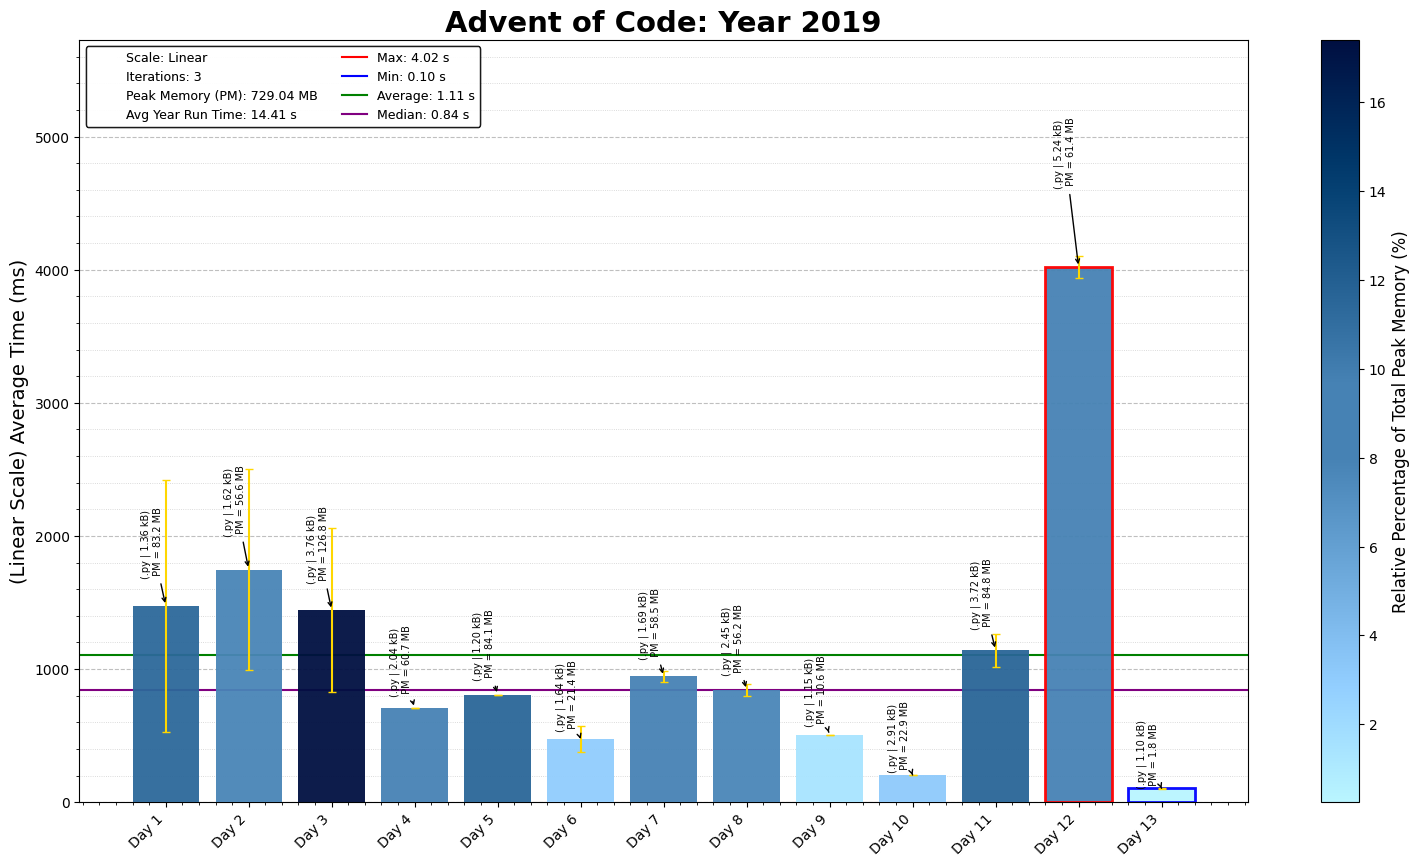 Advent of Code: Year 2019
Scale: Linear
Iterations: 3
Peak Memory (PM): 729.04 MB
Avg Year Run Time: 14.41 s
Max: 4.02 s
Min: 0.10 s
Average: 1.11 s
Median: 0.84 s
(Linear Scale) Average Time (ms)
5000
4000
3000
2000
1000
0
(.py | 1.36 kB)
PM = 83.2 MB
(.py | 1.62 kB)
PM = 56.6 MB
(.py | 3.76 kB)
PM = 126.8 MB
(.py | 2.04 kB)
PM = 60.7 MB
(.py | 1.20 kB)
PM = 84.1 MB
(.py | 1.64 kB)
PM = 21.4 MB
(.py | 1.69 kB)
PM = 58.5 MB
(.py | 2.45 kB)
PM = 56.2 MB
(.py | 1.15 kB)
PM = 10.6 MB
(.py | 2.91 kB)
PM = 22.9 MB
(.py | 3.72 kB)
PM = 84.8 MB
(.py | 5.24 kB)
PM = 61.4 MB
(.py | 1.10 kB)
PM = 1.8 MB
Day 1
Day 2
Day 3
Day 4
Day 5
Day 6
Day 7
Day 8
Day 9
Day 10
Day 11
Day 12
Day 13
16
14
12
10
8
6
4
2
Relative Percentage of Total Peak Memory (%)